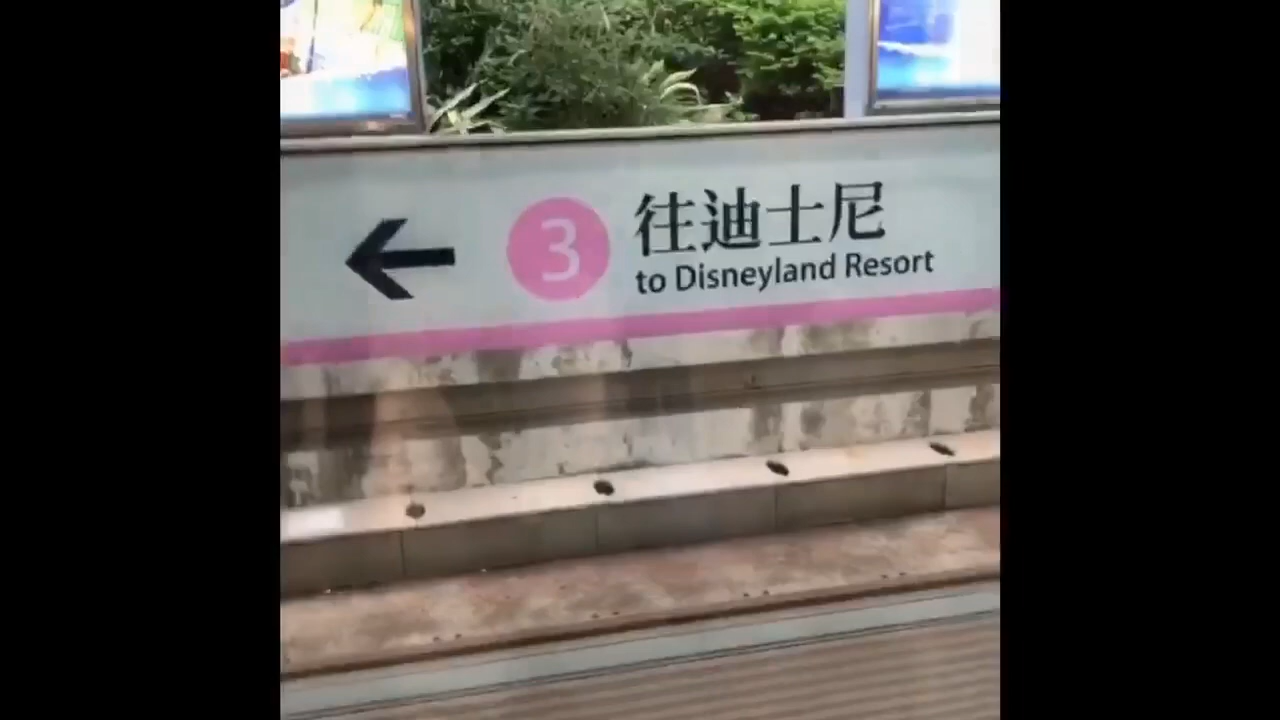 3
往迪士尼
to Disneyland Resort